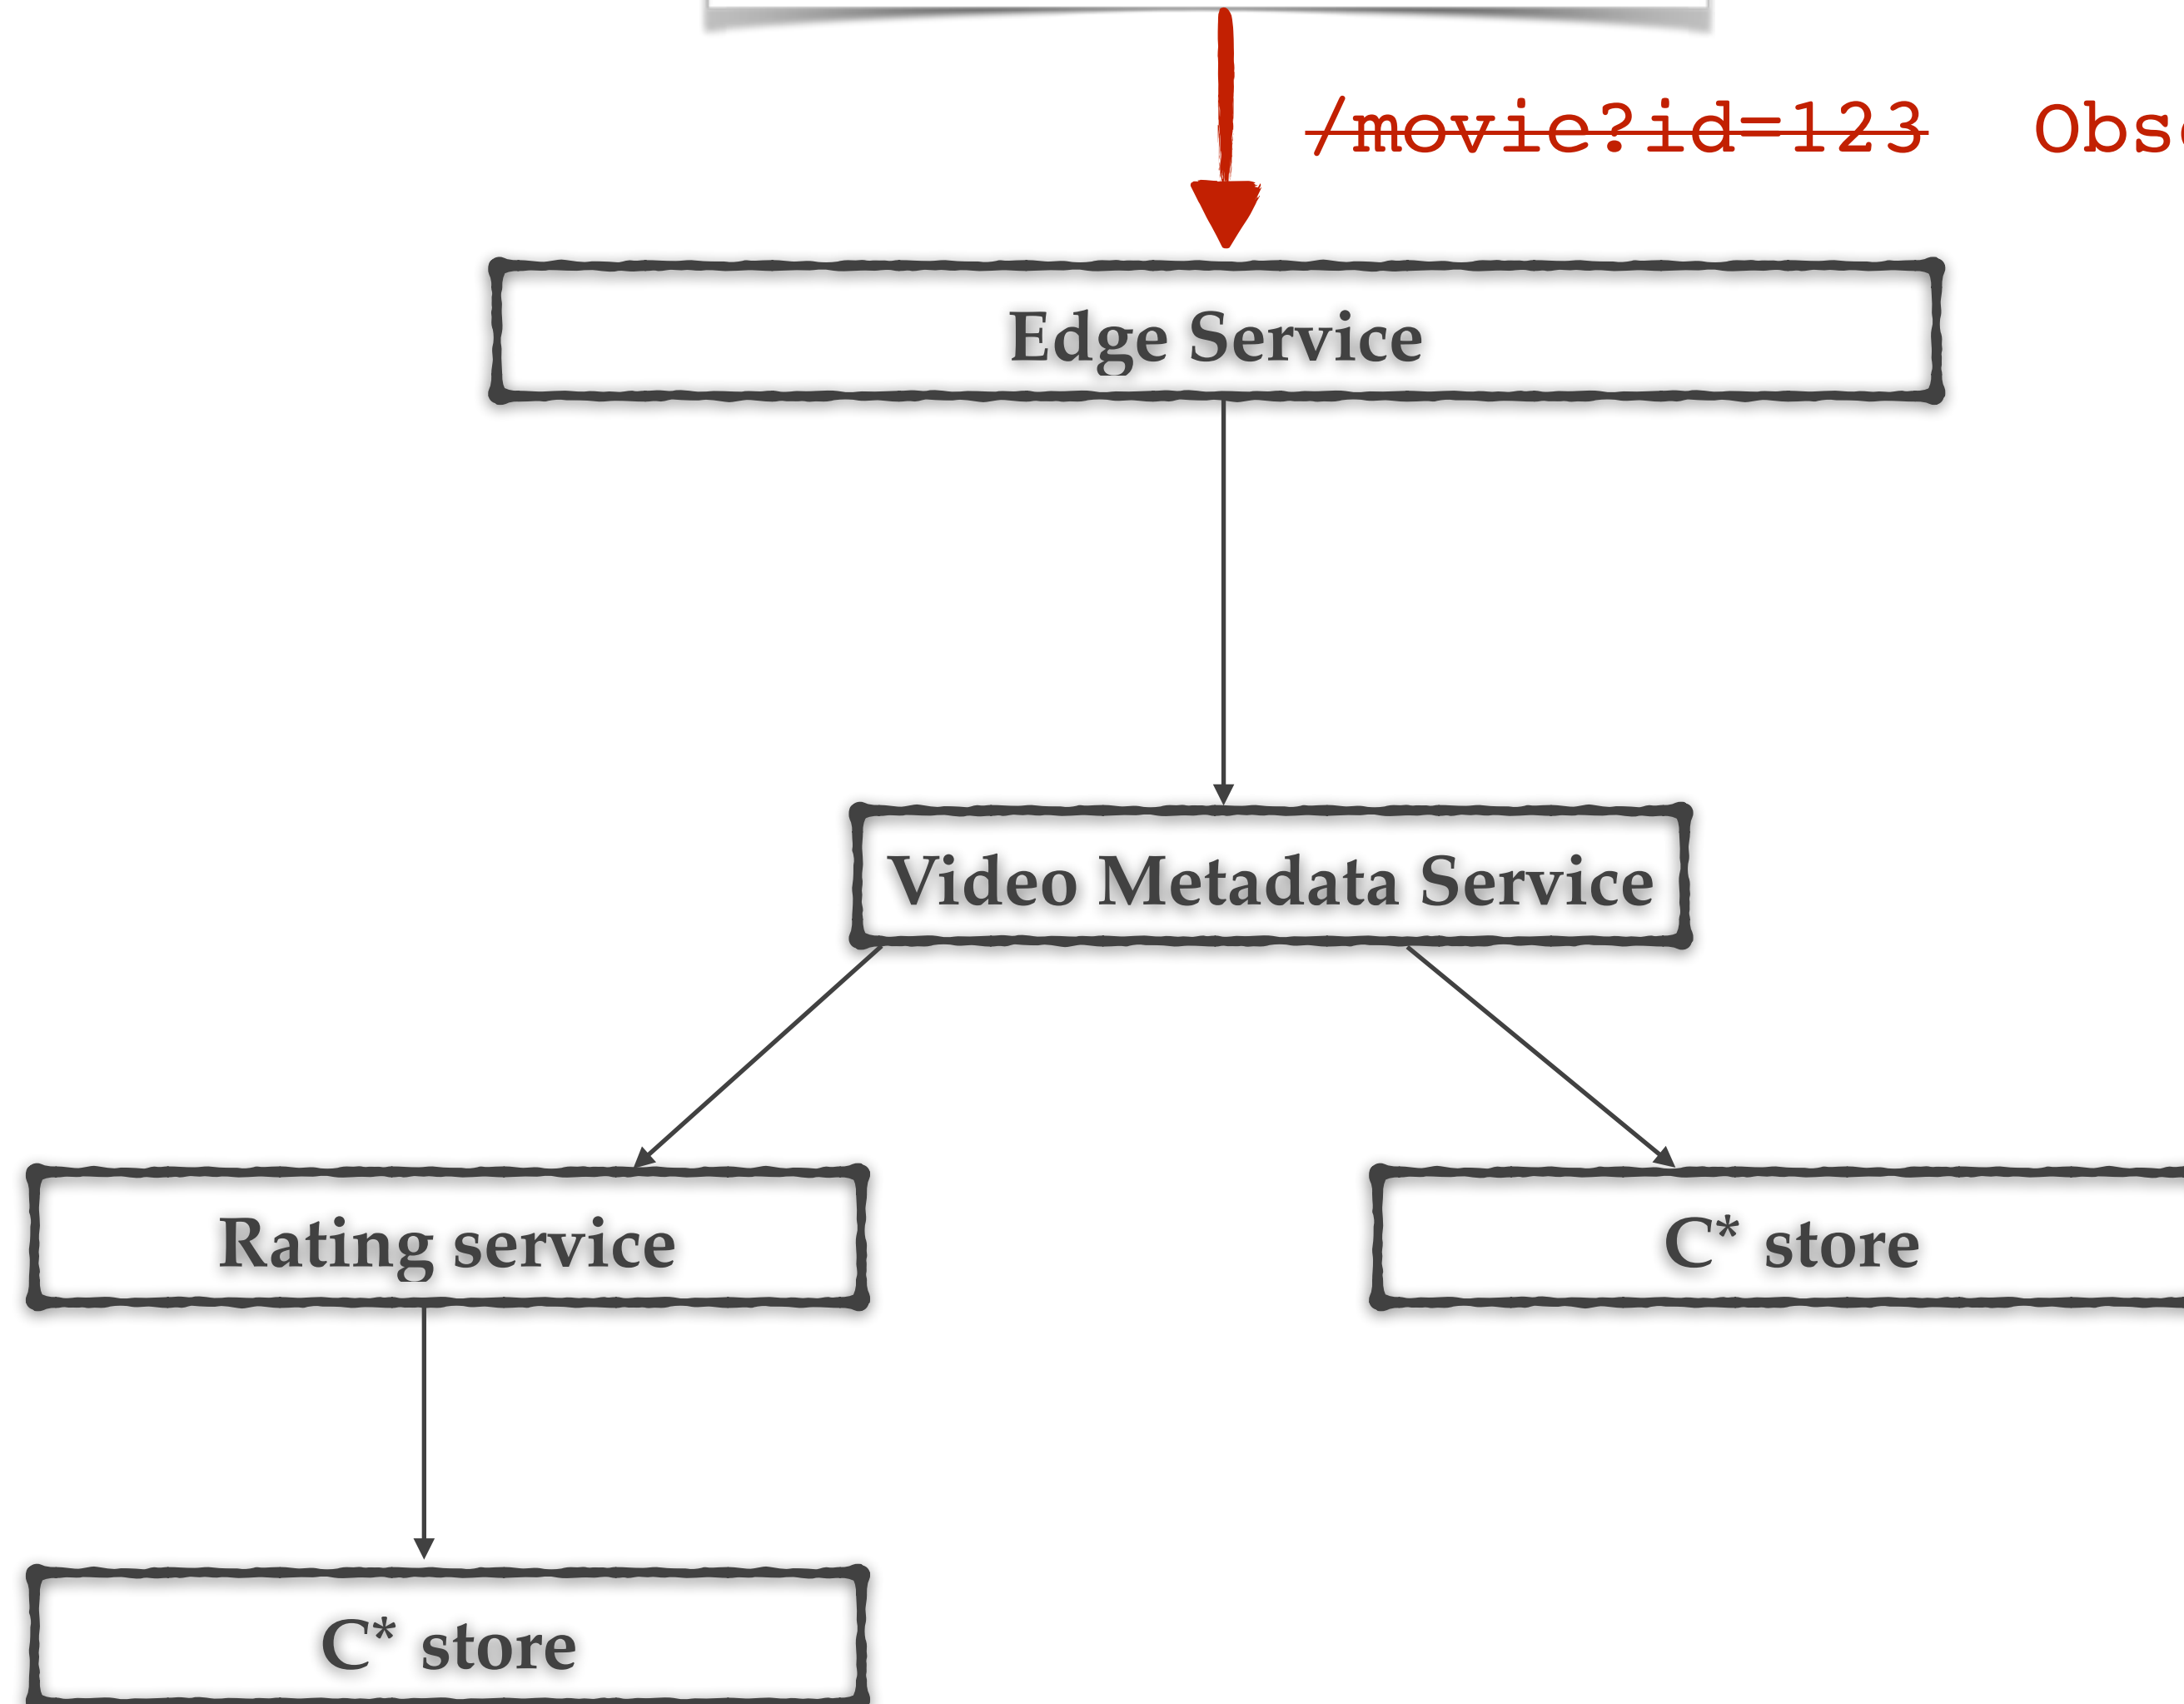 /movie?id=123
Edge Service
Video Metadata Service
Rating service
C* store
C* store